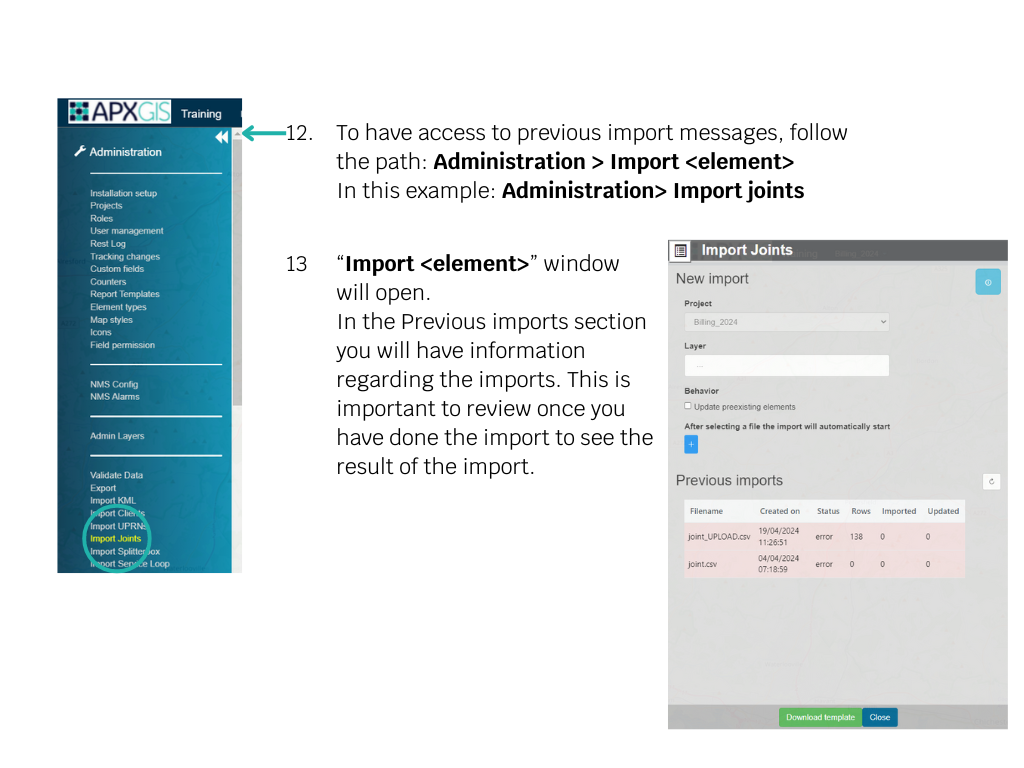 APXGIS Training
Administration
Installation setup
Projects
Roles
User management
Rest Log
Tracking changes
Custom fields
Counters
Report Templates
Element types
Map styles
Icons
Field permission
NMS Config
NMS Alarms
Admin Layers
Validate Data
Export
Import KML
Import Clients
Import UPRNs
Import Joints
Import Splitterbox
Import Service Loop
12. To have access to previous import messages, follow
the path: Administration > Import <element>
In this example: Administration> Import joints
13 “Import <element>” window
will open.
In the Previous imports section
you will have information
regarding the imports. This is
important to review once you
have done the import to see the
result of the import.
Import Joints
New import
Project
Billing_2024
Layer
...
Behavior
Update preexisting elements
After selecting a file the import will automatically start
+
Previous imports
Filename Created on Status Rows Imported Updated
joint_UPLOAD.csv 19/04/2024 11:26:51 error 138 0 0
joint.csv 04/04/2024 07:18:59 error 0 0 0
Download template Close